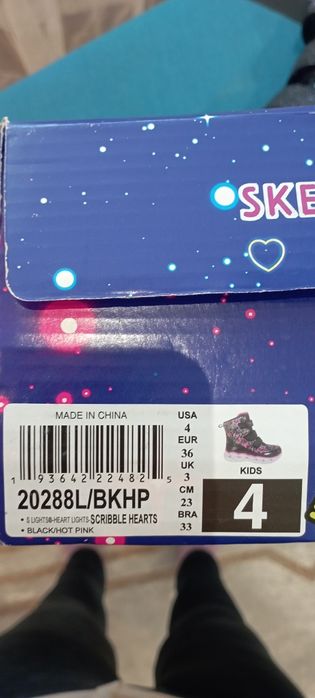 SKE
MADE IN CHINA
1 93642 22482 5
20288L/BKHP
• S LIGHTS®-HEART LIGHTS-SCRIBBLE HEARTS
• BLACK/HOT PINK
USA
4
EUR
36
UK
3
CM
23
BRA
33
KIDS
4